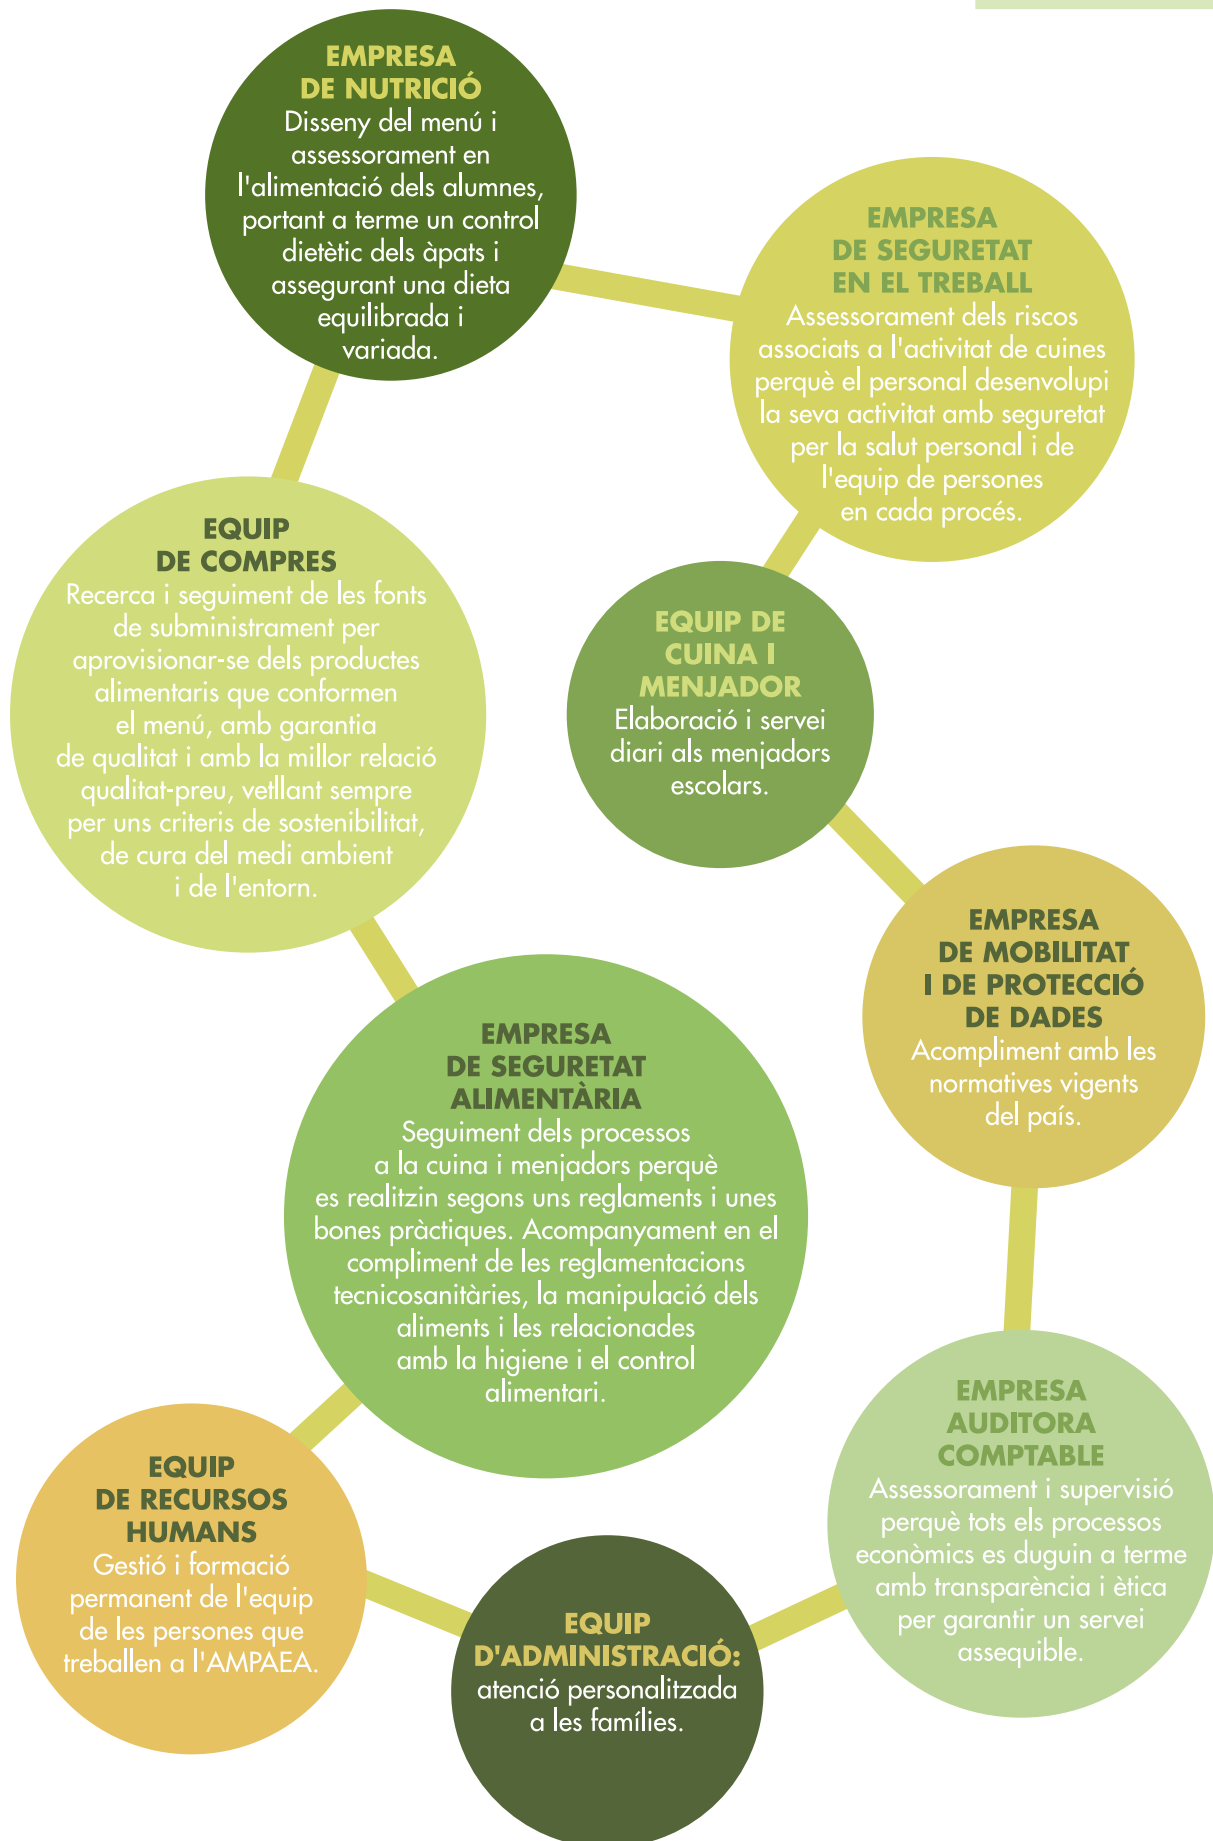 EMPRESA
DE NUTRICIÓ
Disseny del menú i
assessorament en
l'alimentació dels alumnes,
portant a terme un control
dietètic dels àpats i
assegurant una dieta
equilibrada i
variada.
EMPRESA
DE SEGURETAT
EN EL TREBALL
Assessorament dels riscos
associats a l'activitat de cuines
perquè el personal desenvolupi
la seva activitat amb seguretat
per la salut personal i de
l'equip de persones
en cada procés.
EQUIP
DE COMPRES
Recerca i seguiment de les fonts
de subministrament per
aprovisionar-se dels productes
alimentaris que conformen
el menú, amb garantia
de qualitat i amb la millor relació
qualitat-preu, vetllant sempre
per uns criteris de sostenibilitat,
de cura del medi ambient
i de l'entorn.
EQUIP DE
CUINA I
MENJADOR
Elaboració i servei
diari als menjadors
escolars.
EMPRESA
DE MOBILITAT
I DE PROTECCIÓ
DE DADES
Acompliment amb les
normatives vigents
del país.
EMPRESA
DE SEGURETAT
ALIMENTÀRIA
Seguiment dels processos
a la cuina i menjadors perquè
es realitzin segons uns reglaments i unes
bones pràctiques. Acompanyament en el
compliment de les reglamentacions
tecnicosanitàries, la manipulació dels
aliments i les relacionades
amb la higiene i el control
alimentari.
EMPRESA
AUDITORA
COMPTABLE
Assessorament i supervisió
perquè tots els processos
econòmics es duguin a terme
amb transparència i ètica
per garantir un servei
assequible.
EQUIP
DE RECURSOS
HUMANS
Gestió i formació
permanent de l'equip
de les persones que
treballen a l'AMPAEA.
EQUIP
D'ADMINISTRACIÓ:
atenció personalitzada
a les famílies.